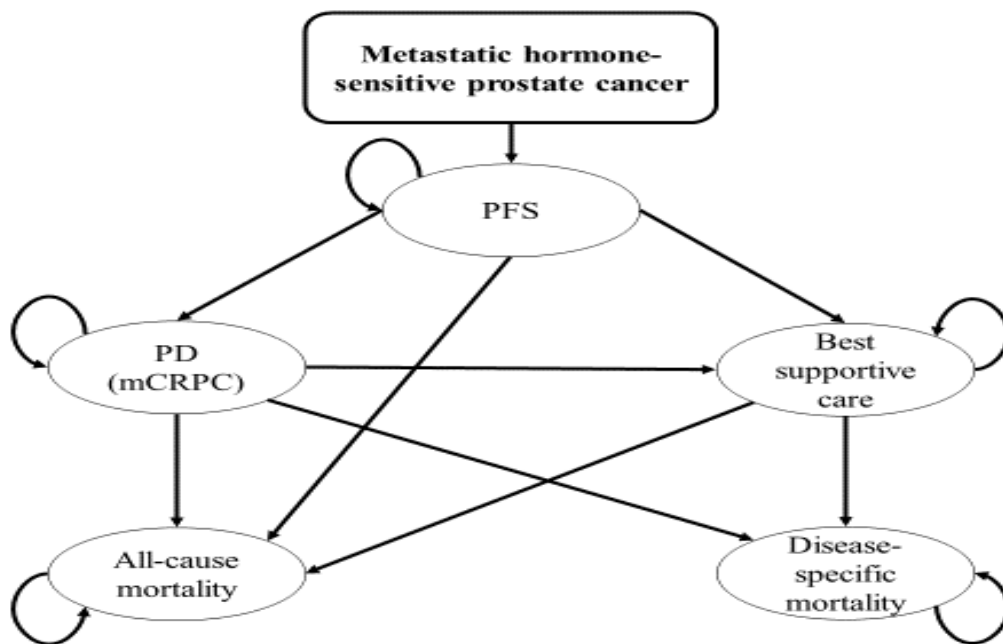 Metastatic hormone-
sensitive prostate cancer
PFS
PD
(mCRPC)
Best
supportive
care
All-cause
mortality
Disease-
specific
mortality